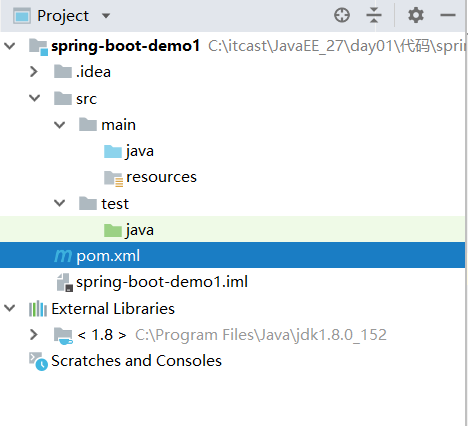 Project
spring-boot-demo1 C:\itcast\JavaEE_27\day01\代码\sprin
.idea
src
main
java
resources
test
java
pom.xml
spring-boot-demo1.iml
External Libraries
< 1.8 > C:\Program Files\Java\jdk1.8.0_152
Scratches and Consoles